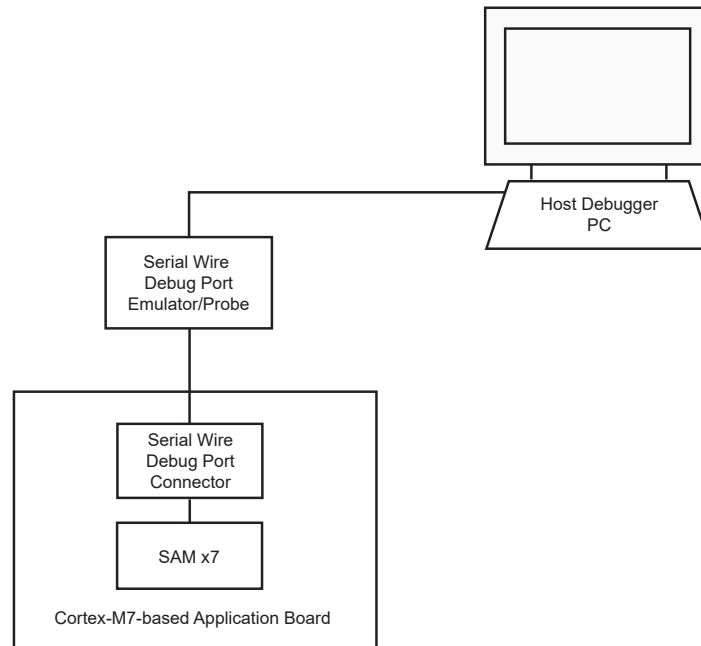 Host Debugger
PC
Serial Wire
Debug Port
Emulator/Probe
Serial Wire
Debug Port
Connector
SAM x7
Cortex-M7-based Application Board